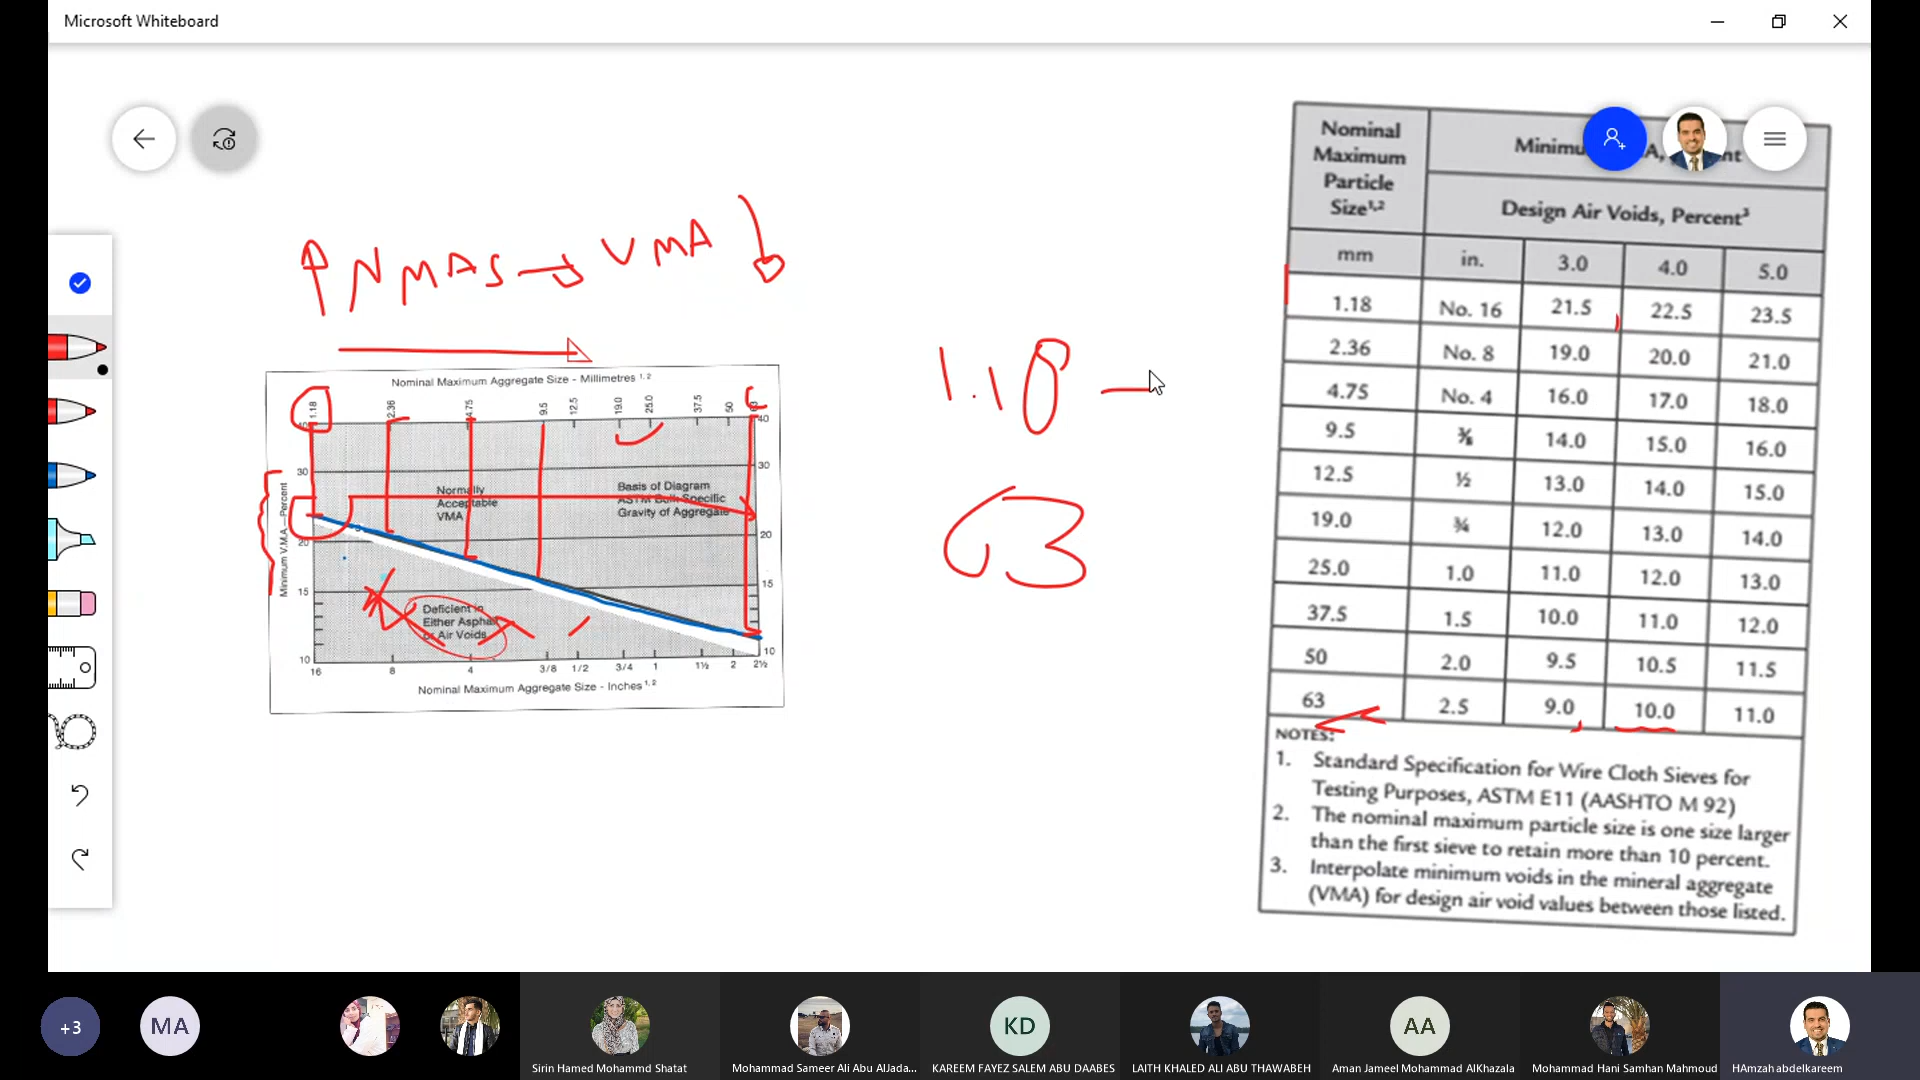 Microsoft Whiteboard
↑ NMAS → VMA ↓
Nominal Maximum Aggregate Size - Millimetres 1, 2
1.18 2.36 4.75 9.5 12.5 19.0 25.0 37.5 50
40 40
30 30
20 20
15 15
10 10
Minimum V.M.A.—Percent
Normally
Acceptable
VMA
Basis of Diagram
ASTM Bulk Specific
Gravity of Aggregate
Deficient in
Either Asphalt
or Air Voids
16 8 4 3/8 1/2 3/4 1 1½ 2 2½
Nominal Maximum Aggregate Size - Inches 1, 2
1.18 –
63
Nominal
Maximum
Particle
Size1,2
Design Air Voids, Percent3
mm in. 3.0 4.0 5.0
1.18 No. 16 21.5 22.5 23.5
2.36 No. 8 19.0 20.0 21.0
4.75 No. 4 16.0 17.0 18.0
9.5 ⅜ 14.0 15.0 16.0
12.5 ½ 13.0 14.0 15.0
19.0 ¾ 12.0 13.0 14.0
25.0 1.0 11.0 12.0 13.0
37.5 1.5 10.0 11.0 12.0
50 2.0 9.5 10.5 11.5
63 2.5 9.0 10.0 11.0
NOTES:
1. Standard Specification for Wire Cloth Sieves for
Testing Purposes, ASTM E11 (AASHTO M 92)
2. The nominal maximum particle size is one size larger
than the first sieve to retain more than 10 percent.
3. Interpolate minimum voids in the mineral aggregate
(VMA) for design air void values between those listed.
+3
MA
KD
AA
Sirin Hamed Mohammd Shatat
Mohammad Sameer Ali Abu AlJada...
KAREEM FAYEZ SALEM ABU DAABES
LAITH KHALED ALI ABU THAWABEH
Aman Jameel Mohammad AlKhazala
Mohammad Hani Samhan Mahmoud
HAmzah abdelkareem